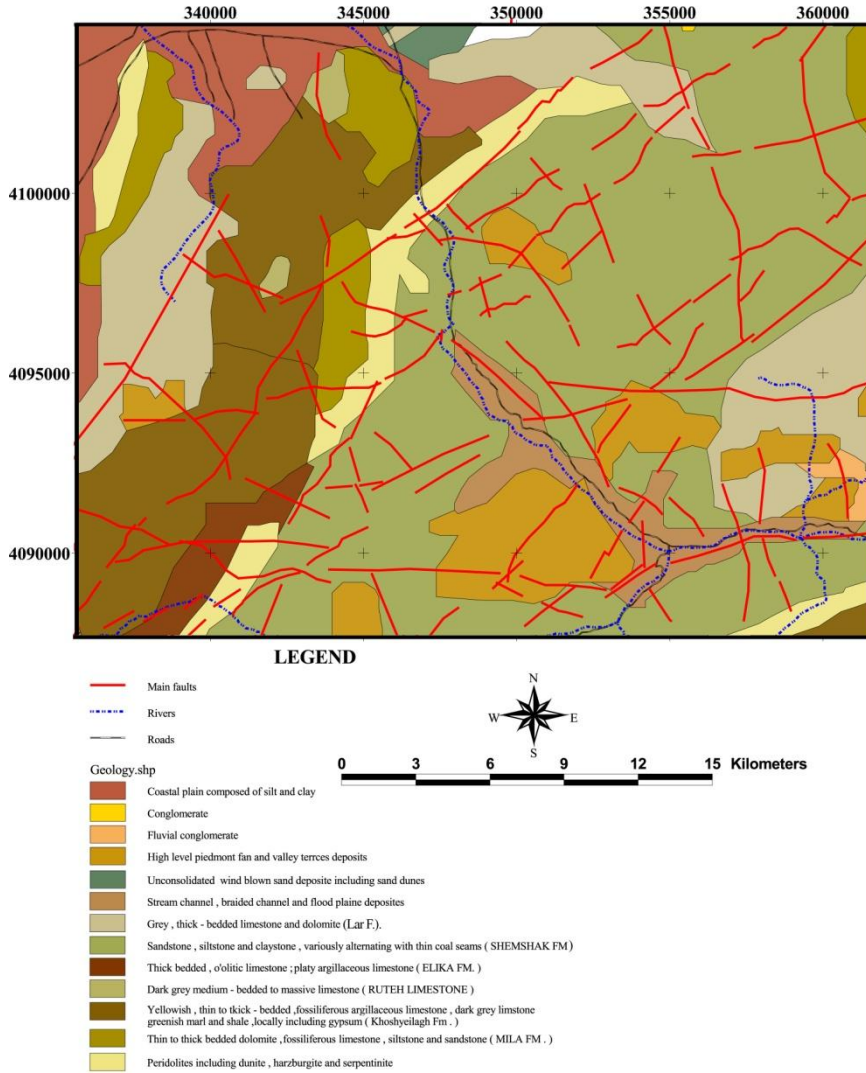 340000 345000 350000 355000 360000
4100000
4095000
4090000
LEGEND
Main faults
Rivers
Roads
N
W E
S
0 3 6 9 12 15 Kilometers
Geology.shp
Coastal plain composed of silt and clay
Conglomerate
Fluvial conglomerate
High level piedmont fan and valley terrces deposits
Unconsolidated wind blown sand deposite including sand dunes
Stream channel , braided channel and flood plaine deposites
Grey , thick - bedded limestone and dolomite (Lar F.).
Sandstone , siltstone and claystone , variously alternating with thin coal seams ( SHEMSHAK FM )
Thick bedded , o'olitic limestone ; platy argillaceous limestone ( ELIKA FM. )
Dark grey medium - bedded to massive limestone ( RUTEH LIMESTONE )
Yellowish , thin to tkick - bedded ,fossiliferous argillaceous limestone , dark grey limstone
greenish marl and shale ,locally including gypsum ( Khoshyeilagh Fm . )
Thin to thick bedded dolomite ,fossiliferous limestone , siltstone and sandstone ( MILA FM . )
Peridolites including dunite , harzburgite and serpentinite